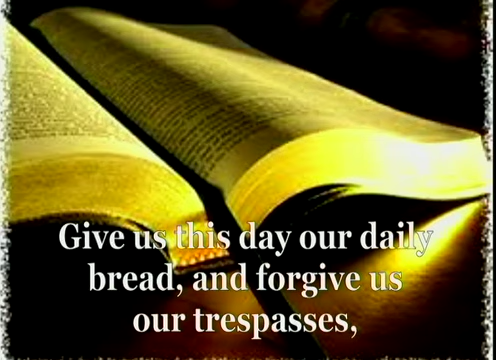 Give us this day our daily
bread, and forgive us
our trespasses,